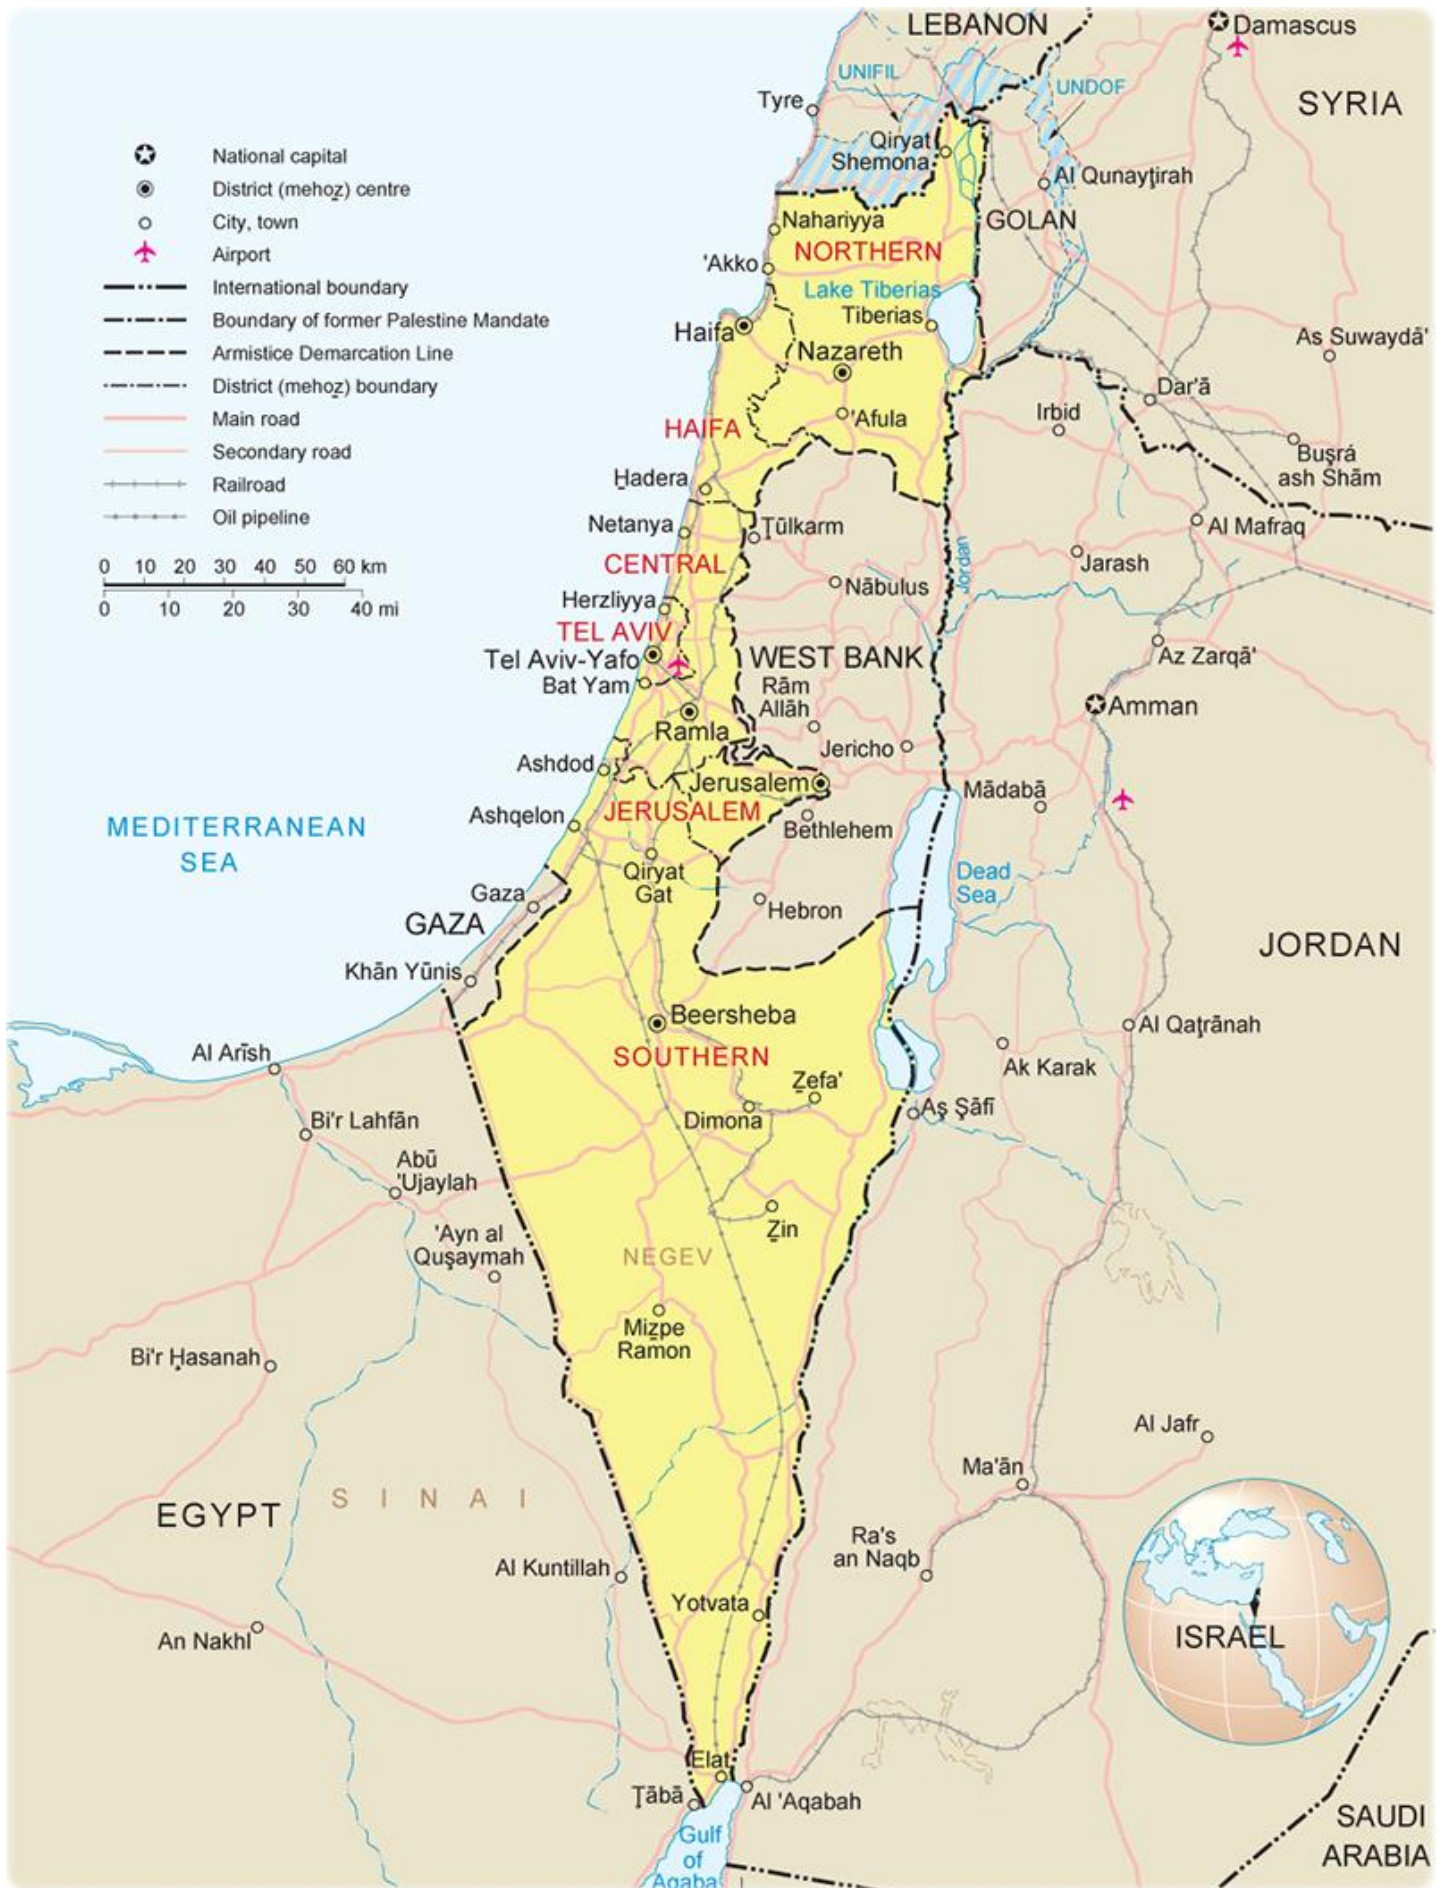 LEBANON
Damascus
UNIFIL
UNDOF
SYRIA
Tyre
Qiryat
Shemona
Al Qunayţirah
National capital
District (mehoẕ) centre
City, town
Airport
International boundary
Boundary of former Palestine Mandate
Armistice Demarcation Line
District (mehoẕ) boundary
Main road
Secondary road
Railroad
Oil pipeline
0 10 20 30 40 50 60 km
0 10 20 30 40 mi
Nahariyya
GOLAN
NORTHERN
'Akko
Lake Tiberias
Tiberias
Haifa
Nazareth
As Suwaydā'
Dar'ā
'Afula
Irbid
HAIFA
Buşrá
ash Shām
H̱adera
Netanya
Ţūlkarm
Al Mafraq
Jordan
Jarash
CENTRAL
Nābulus
Herzliyya
TEL AVIV
Tel Aviv-Yafo
WEST BANK
Az Zarqā'
Bat Yam
Rām
Allāh
Amman
Ramla
Jericho
Ashdod
Jerusalem
Mādabā
JERUSALEM
Ashqelon
Bethlehem
MEDITERRANEAN
SEA
Qiryat
Gat
Dead
Sea
Gaza
GAZA
Hebron
JORDAN
Khān Yūnis
Beersheba
Al Qaţrānah
Al Arīsh
SOUTHERN
Ak Karak
Ẕefa'
Bi'r Lahfān
Dimona
Aş Şāfī
Abū
'Ujaylah
'Ayn al
Quşaymah
Ẕin
NEGEV
Miẕpe
Ramon
Bi'r Ḩasanah
Al Jafr
Ma'ān
SINAI
EGYPT
Ra's
an Naqb
Al Kuntillah
Yotvata
An Nakhl
ISRAEL
Elat
Ţābā
Al 'Aqabah
Gulf
of
Aqaba
SAUDI
ARABIA